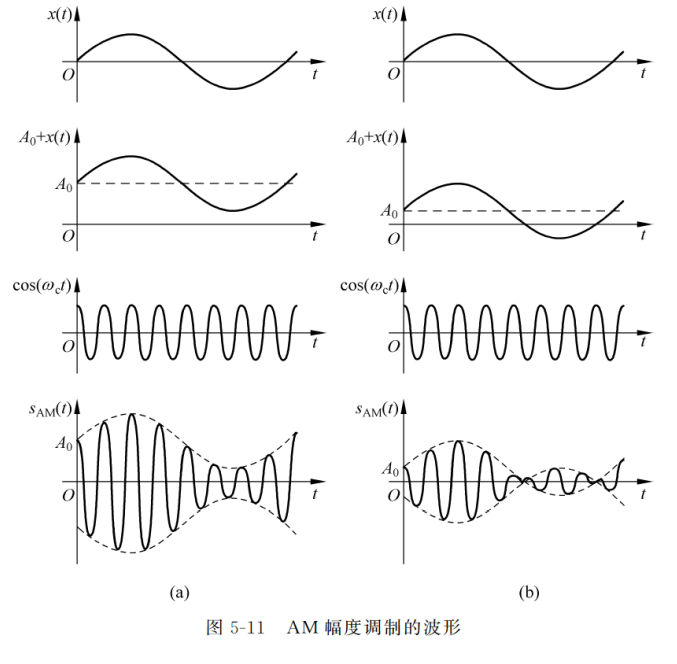 x(t)
O
t
x(t)
O
t
A₀+x(t)
A₀
O
t
A₀+x(t)
A₀
O
t
cos(ω_c t)
O
t
cos(ω_c t)
O
t
s_AM(t)
A₀
O
t
s_AM(t)
A₀
O
t
(a)
(b)
图 5-11 AM 幅度调制的波形